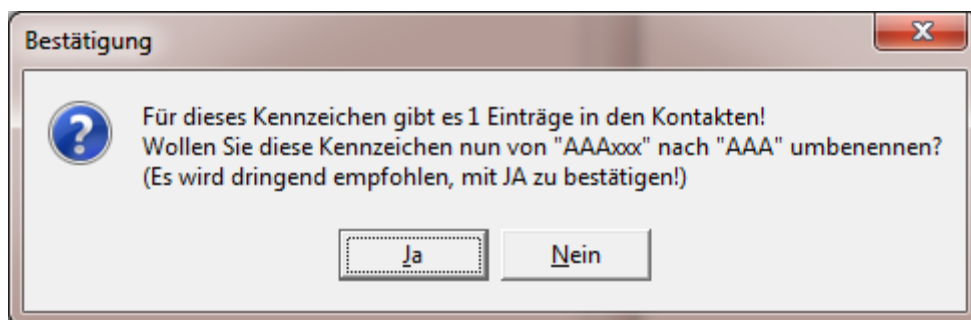 Bestätigung
Für dieses Kennzeichen gibt es 1 Einträge in den Kontakten!
Wollen Sie diese Kennzeichen nun von "AAAxxx" nach "AAA" umbenennen?
(Es wird dringend empfohlen, mit JA zu bestätigen!)
Ja
Nein